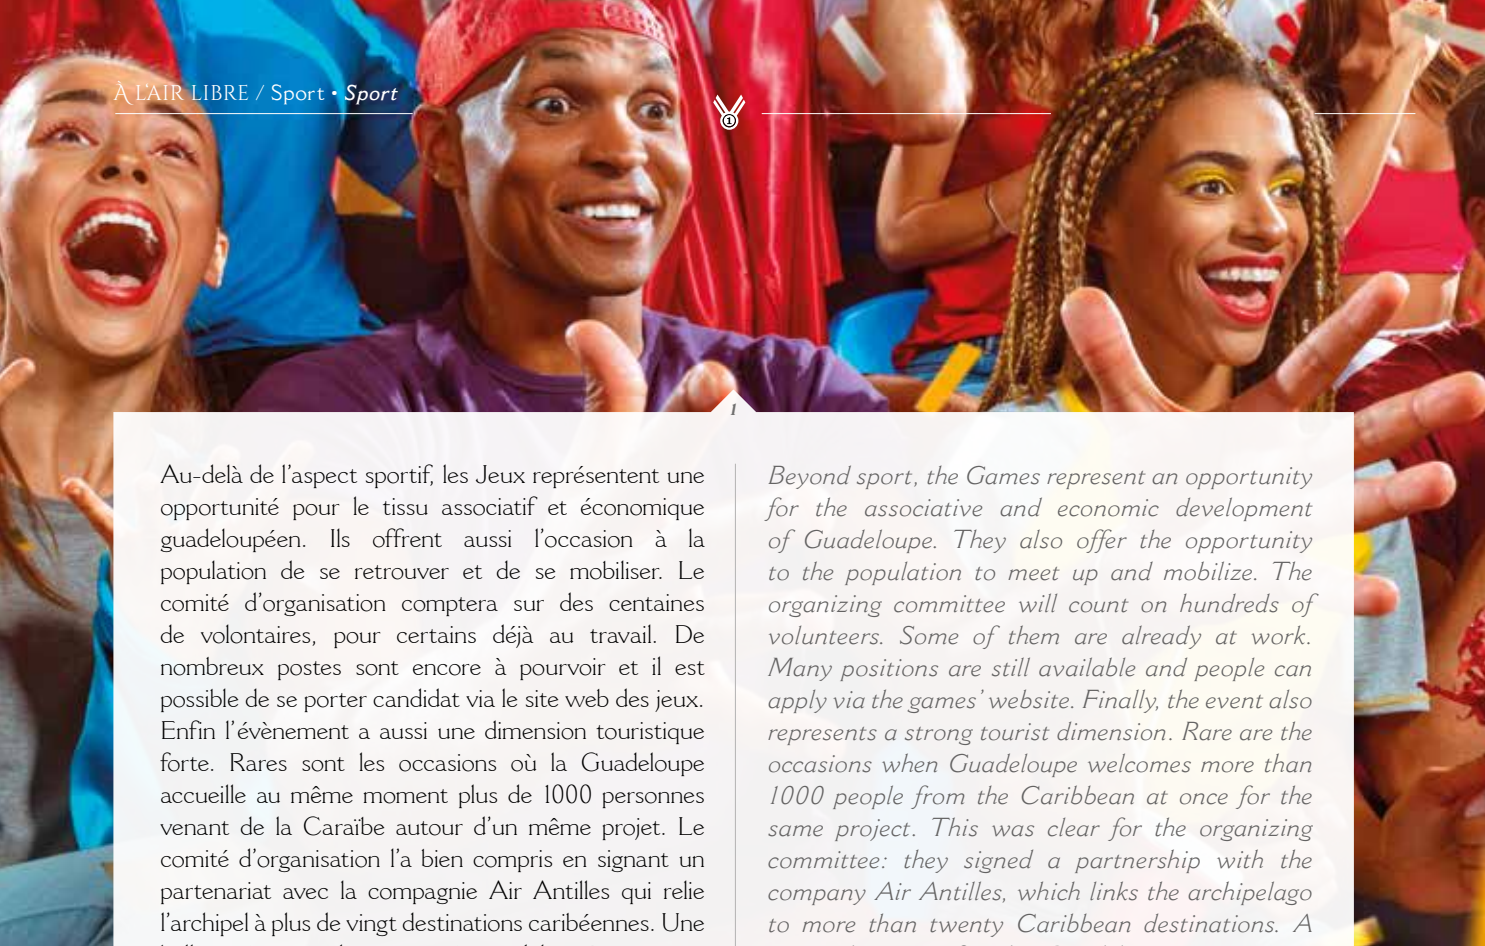 À L'AIR LIBRE / Sport • Sport
1
1
Au-delà de l'aspect sportif, les Jeux représentent une
opportunité pour le tissu associatif et économique
guadeloupéen. Ils offrent aussi l'occasion à la
population de se retrouver et de se mobiliser. Le
comité d'organisation comptera sur des centaines
de volontaires, pour certains déjà au travail. De
nombreux postes sont encore à pourvoir et il est
possible de se porter candidat via le site web des jeux.
Enfin l'évènement a aussi une dimension touristique
forte. Rares sont les occasions où la Guadeloupe
accueille au même moment plus de 1000 personnes
venant de la Caraïbe autour d'un même projet. Le
comité d'organisation l'a bien compris en signant un
partenariat avec la compagnie Air Antilles qui relie
l'archipel à plus de vingt destinations caribéennes. Une
Beyond sport, the Games represent an opportunity
for the associative and economic development
of Guadeloupe. They also offer the opportunity
to the population to meet up and mobilize. The
organizing committee will count on hundreds of
volunteers. Some of them are already at work.
Many positions are still available and people can
apply via the games' website. Finally, the event also
represents a strong tourist dimension. Rare are the
occasions when Guadeloupe welcomes more than
1000 people from the Caribbean at once for the
same project. This was clear for the organizing
committee: they signed a partnership with the
company Air Antilles, which links the archipelago
to more than twenty Caribbean destinations. A